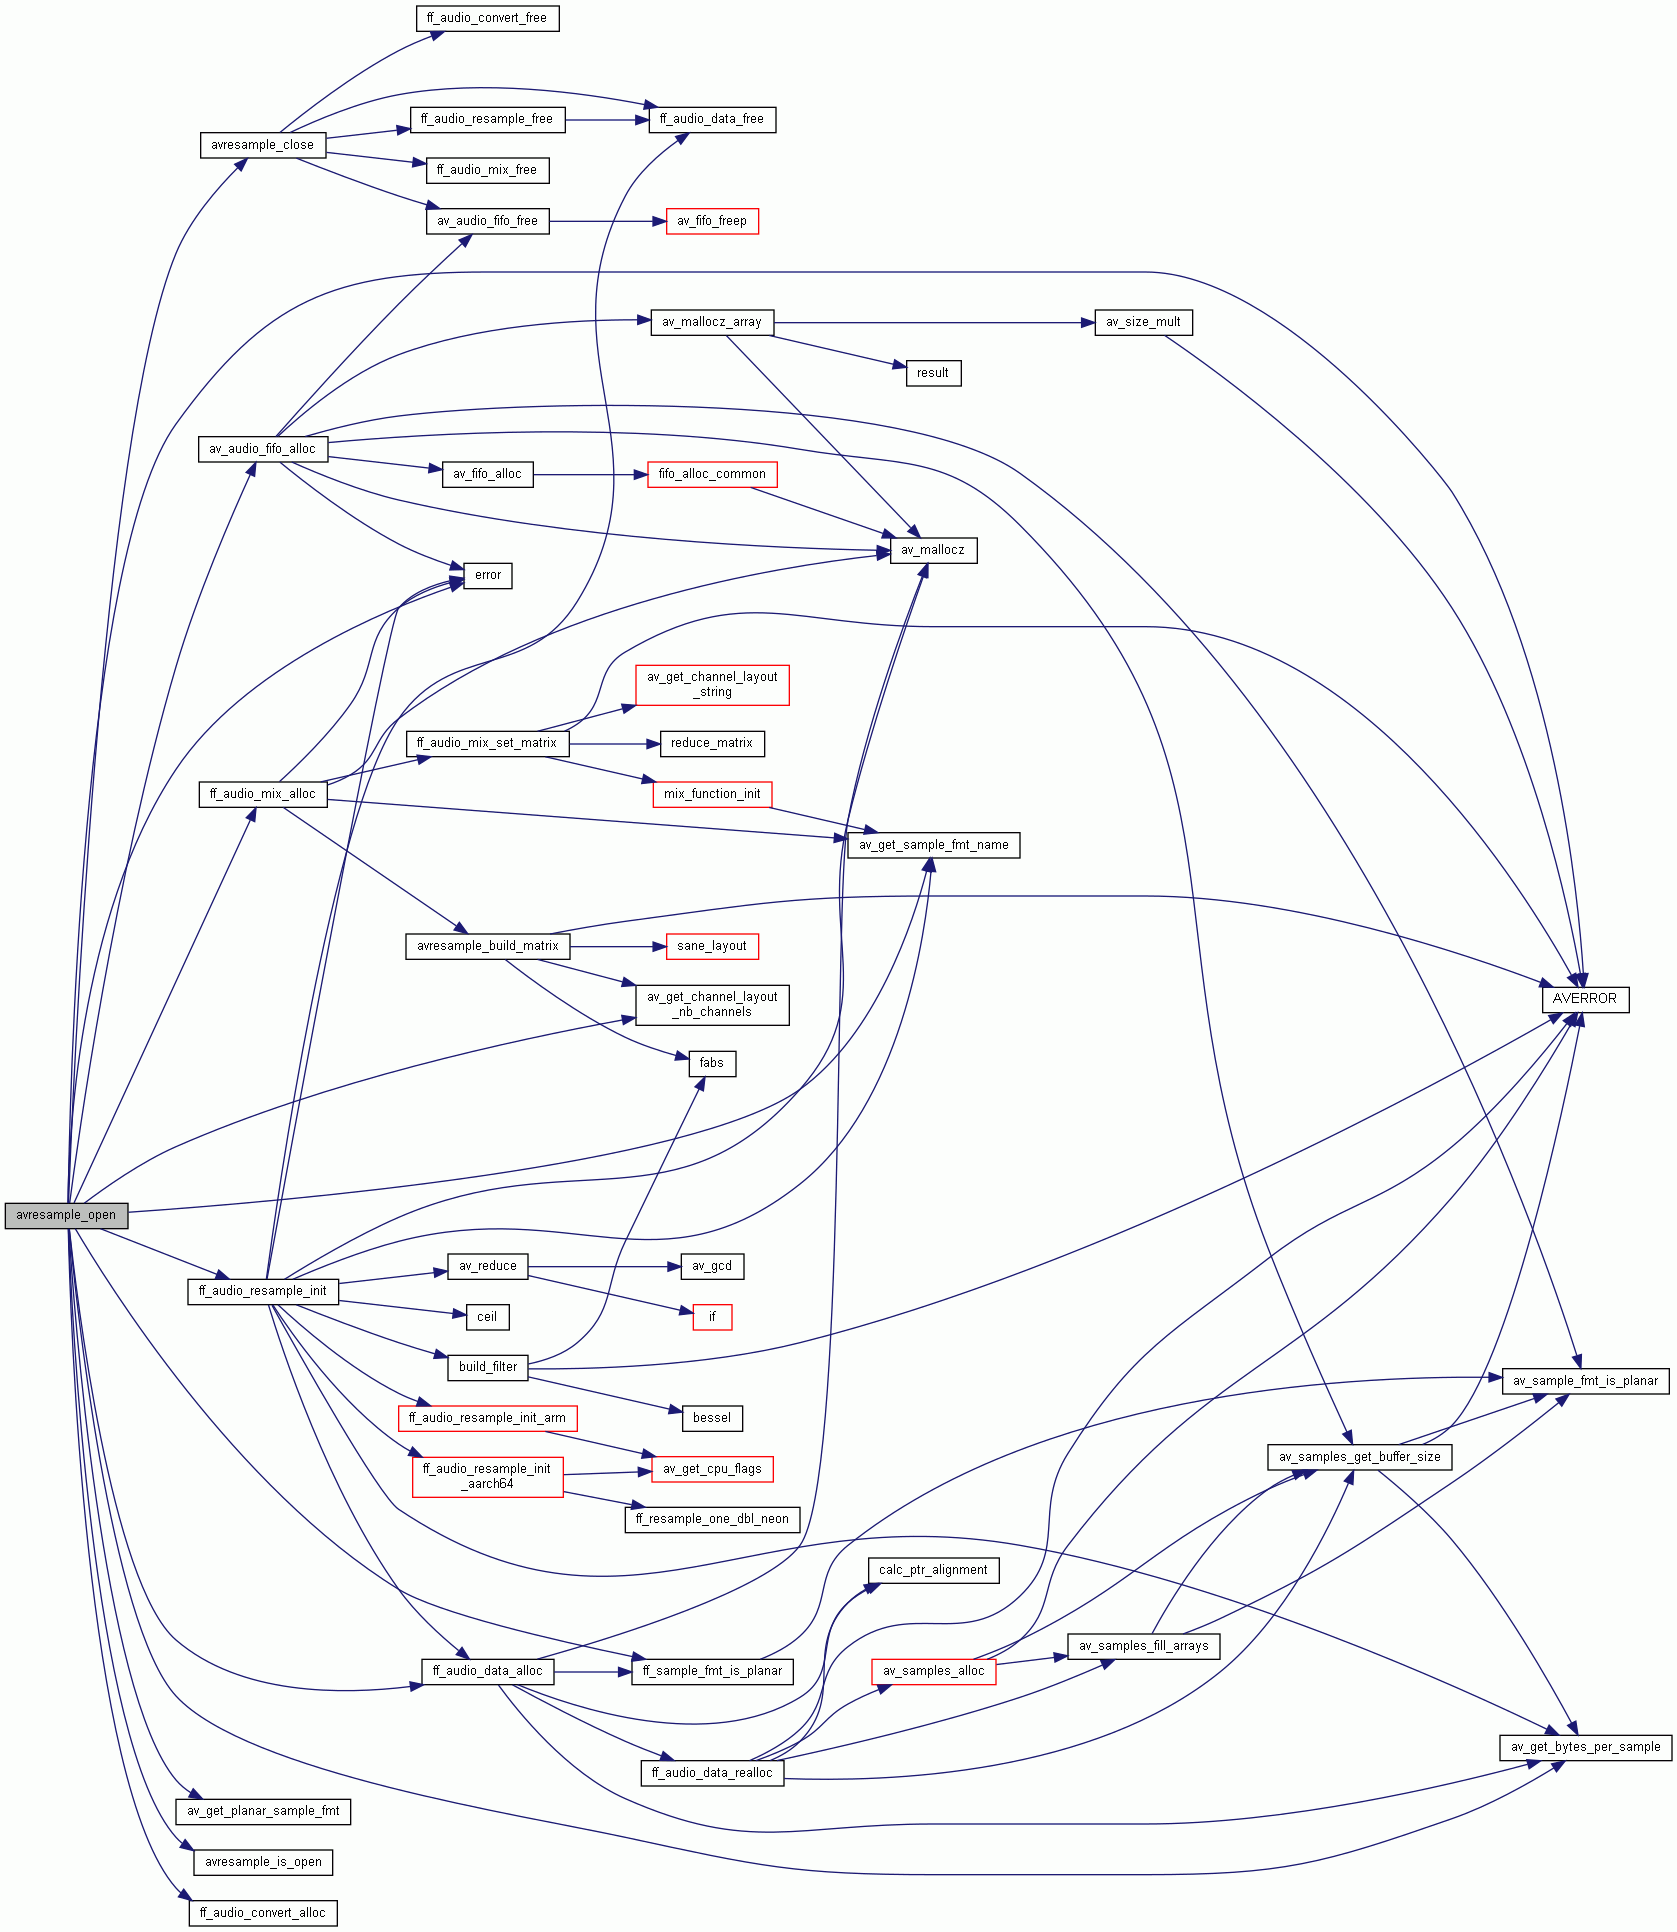 ff_audio_convert_free
ff_audio_resample_free
ff_audio_data_free
avresample_close
ff_audio_mix_free
av_audio_fifo_free
av_fifo_freep
av_mallocz_array
av_size_mult
result
av_audio_fifo_alloc
av_fifo_alloc
fifo_alloc_common
av_mallocz
error
av_get_channel_layout
_string
ff_audio_mix_set_matrix
reduce_matrix
ff_audio_mix_alloc
mix_function_init
av_get_sample_fmt_name
avresample_build_matrix
sane_layout
av_get_channel_layout
_nb_channels
AVERROR
fabs
avresample_open
av_reduce
av_gcd
ff_audio_resample_init
ceil
if
build_filter
av_sample_fmt_is_planar
ff_audio_resample_init_arm
bessel
av_samples_get_buffer_size
ff_audio_resample_init
_aarch64
av_get_cpu_flags
ff_resample_one_dbl_neon
calc_ptr_alignment
av_samples_fill_arrays
ff_audio_data_alloc
ff_sample_fmt_is_planar
av_samples_alloc
av_get_bytes_per_sample
ff_audio_data_realloc
av_get_planar_sample_fmt
avresample_is_open
ff_audio_convert_alloc